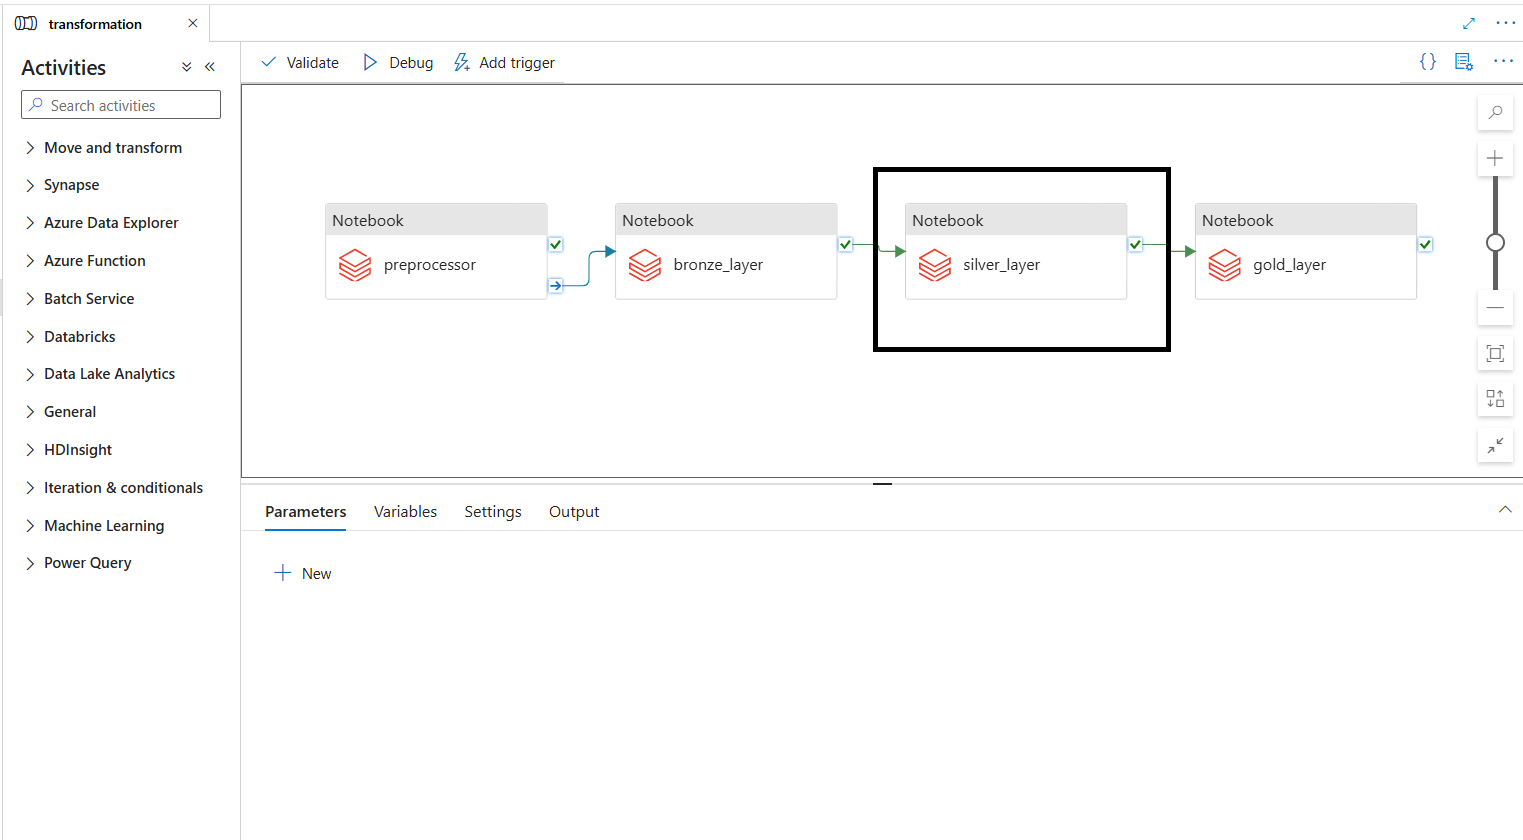 transformation
Activities
Search activities
Move and transform
Synapse
Azure Data Explorer
Azure Function
Batch Service
Databricks
Data Lake Analytics
General
HDInsight
Iteration & conditionals
Machine Learning
Power Query
Validate Debug Add trigger
Notebook
preprocessor
Notebook
bronze_layer
Notebook
silver_layer
Notebook
gold_layer
Parameters Variables Settings Output
New